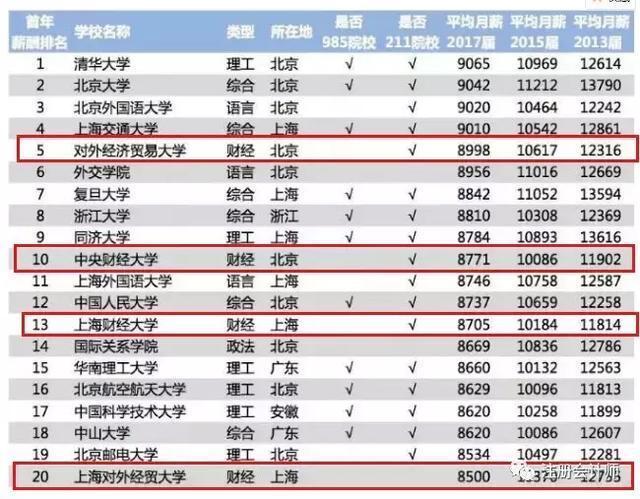 首年 是否 是否 平均月薪 平均月薪 平均月薪
薪酬排名 学校名称 类型 所在地 985院校 211院校 2017届 2015届 2013届
1 清华大学 理工 北京 √ √ 9065 10969 12614
2 北京大学 综合 北京 √ √ 9042 11212 13790
3 北京外国语大学 语言 北京 √ 9020 10464 12242
4 上海交通大学 综合 上海 √ √ 9010 10542 12861
5 对外经济贸易大学 财经 北京 √ 8998 10617 12316
6 外交学院 语言 北京 8956 11016 12669
7 复旦大学 综合 上海 √ √ 8842 11052 13594
8 浙江大学 综合 浙江 √ √ 8810 10308 12369
9 同济大学 理工 上海 √ √ 8784 10893 13616
10 中央财经大学 财经 北京 √ 8771 10086 11902
11 上海外国语大学 语言 上海 √ 8746 10758 12587
12 中国人民大学 综合 北京 √ √ 8737 10659 12258
13 上海财经大学 财经 上海 √ 8705 10184 11814
14 国际关系学院 政法 北京 8669 10836 12786
15 华南理工大学 理工 广东 √ √ 8660 10132 12563
16 北京航空航天大学 理工 北京 √ √ 8629 10096 11813
17 中国科学技术大学 理工 安徽 √ √ 8620 10258 11899
18 中山大学 综合 广东 √ √ 8620 10086 12607
19 北京邮电大学 理工 北京 √ 8534 10497 12281
20 上海对外经贸大学 财经 上海 8500
注册会计师